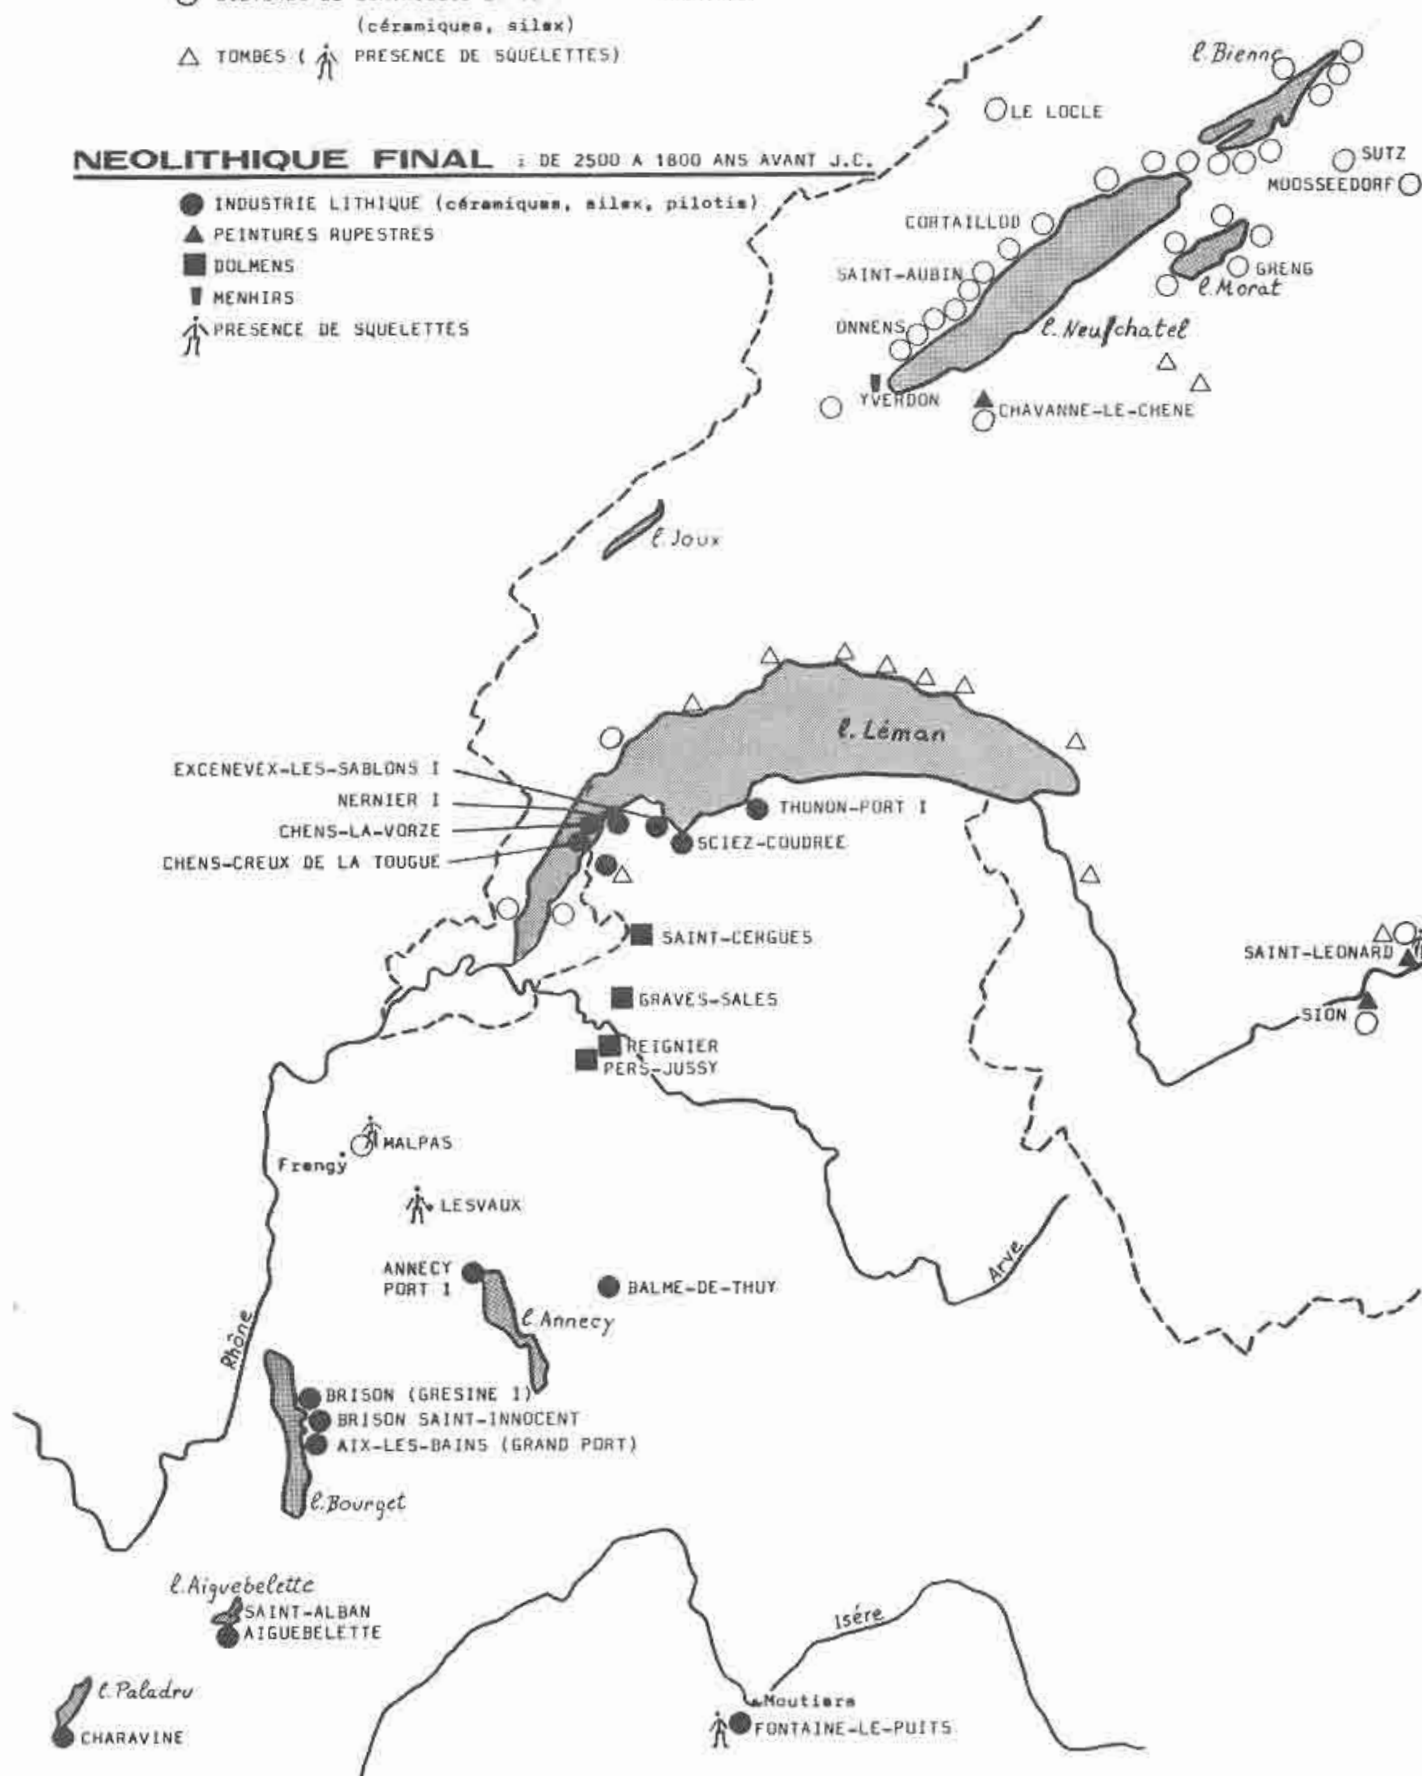 (céramiques, silex)
TOMBES ( PRESENCE DE SQUELETTES)
NEOLITHIQUE FINAL : DE 2500 A 1800 ANS AVANT J.C.
INDUSTRIE LITHIQUE (céramiques, silex, pilotis)
PEINTURES RUPESTRES
DOLMENS
MENHIRS
PRESENCE DE SQUELETTES
l. Bienne
LE LOCLE
SUTZ
MOOSSEEDORF
CORTAILLOD
SAINT-AUBIN
GRENG
l. Morat
ONNENS
l. Neufchatel
YVERDON
CHAVANNE-LE-CHENE
l. Joux
l. Léman
EXCENEVEX-LES-SABLONS I
NERNIER I
CHENS-LA-VORZE
CHENS-CREUX DE LA TOUGUE
THONON-PORT I
SCIEZ-COUDREE
SAINT-CERGUES
SAINT-LEONARD
GRAVES-SALES
SION
REIGNIER
PERS-JUSSY
MALPAS
Frangy
LESVAUX
Arve
ANNECY
PORT I
BALME-DE-THUY
l. Annecy
Rhône
BRISON (GRESINE I)
BRISON SAINT-INNOCENT
AIX-LES-BAINS (GRAND PORT)
l. Bourget
l. Aiguebelette
SAINT-ALBAN
AIGUEBELETTE
Isére
l. Paladru
CHARAVINE
Moutiers
FONTAINE-LE-PUITS